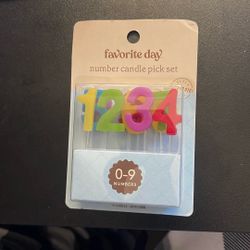 favorite day
number candle pick set
1234
0-9
NUMBERS